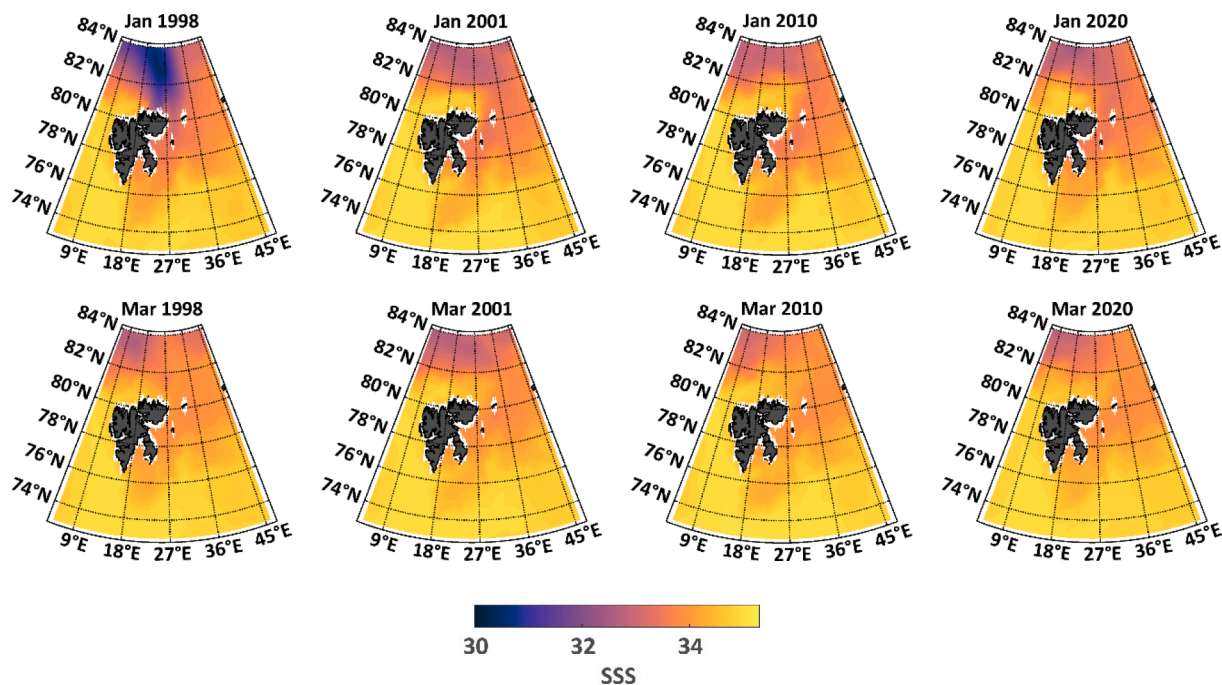 Jan 1998
Jan 2001
Jan 2010
Jan 2020
84°N
82°N
80°N
78°N
76°N
74°N
9°E
18°E
27°E
36°E
45°E
84°N
82°N
80°N
78°N
76°N
74°N
9°E
18°E
27°E
36°E
45°E
84°N
82°N
80°N
78°N
76°N
74°N
9°E
18°E
27°E
36°E
45°E
84°N
82°N
80°N
78°N
76°N
74°N
9°E
18°E
27°E
36°E
45°E
Mar 1998
Mar 2001
Mar 2010
Mar 2020
84°N
82°N
80°N
78°N
76°N
74°N
9°E
18°E
27°E
36°E
45°E
84°N
82°N
80°N
78°N
76°N
74°N
9°E
18°E
27°E
36°E
45°E
84°N
82°N
80°N
78°N
76°N
74°N
9°E
18°E
27°E
36°E
45°E
84°N
82°N
80°N
78°N
76°N
74°N
9°E
18°E
27°E
36°E
45°E
30 32 34
SSS